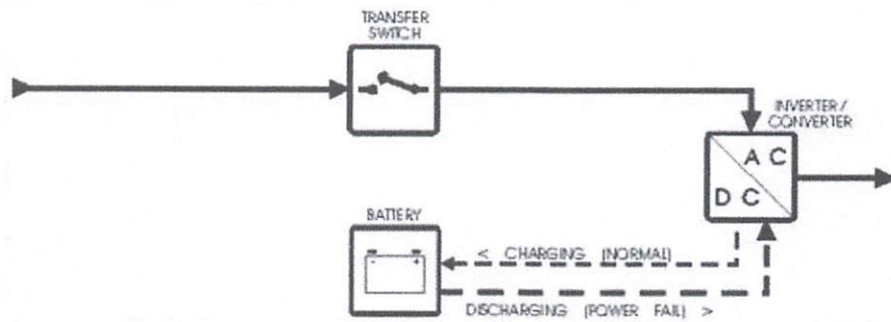 TRANSFER
SWITCH
INVERTER/
CONVERTER
A C
D C
BATTERY
- +
< CHARGING (NORMAL)
DISCHARGING (POWER FAIL) >